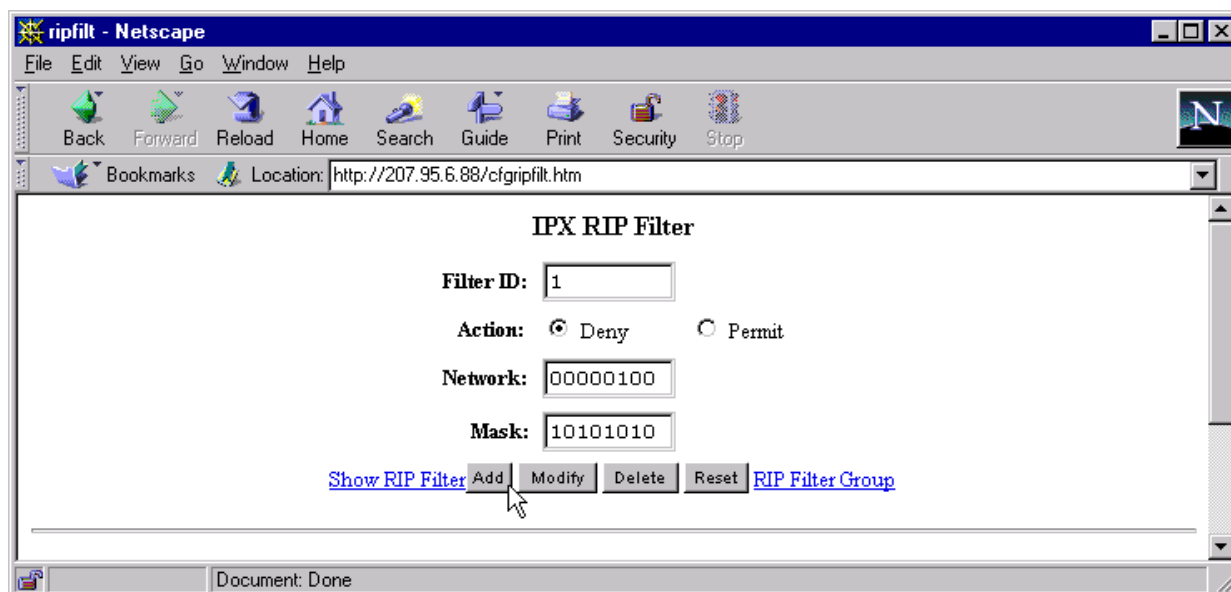 ripfilt - Netscape
File Edit View Go Window Help
Back Forward Reload Home Search Guide Print Security Stop
N
Bookmarks Location: http://207.95.6.88/cfgripfilt.htm
IPX RIP Filter
Filter ID: 1
Action: Deny Permit
Network: 00000100
Mask: 10101010
Show RIP Filter Add Modify Delete Reset RIP Filter Group
Document: Done